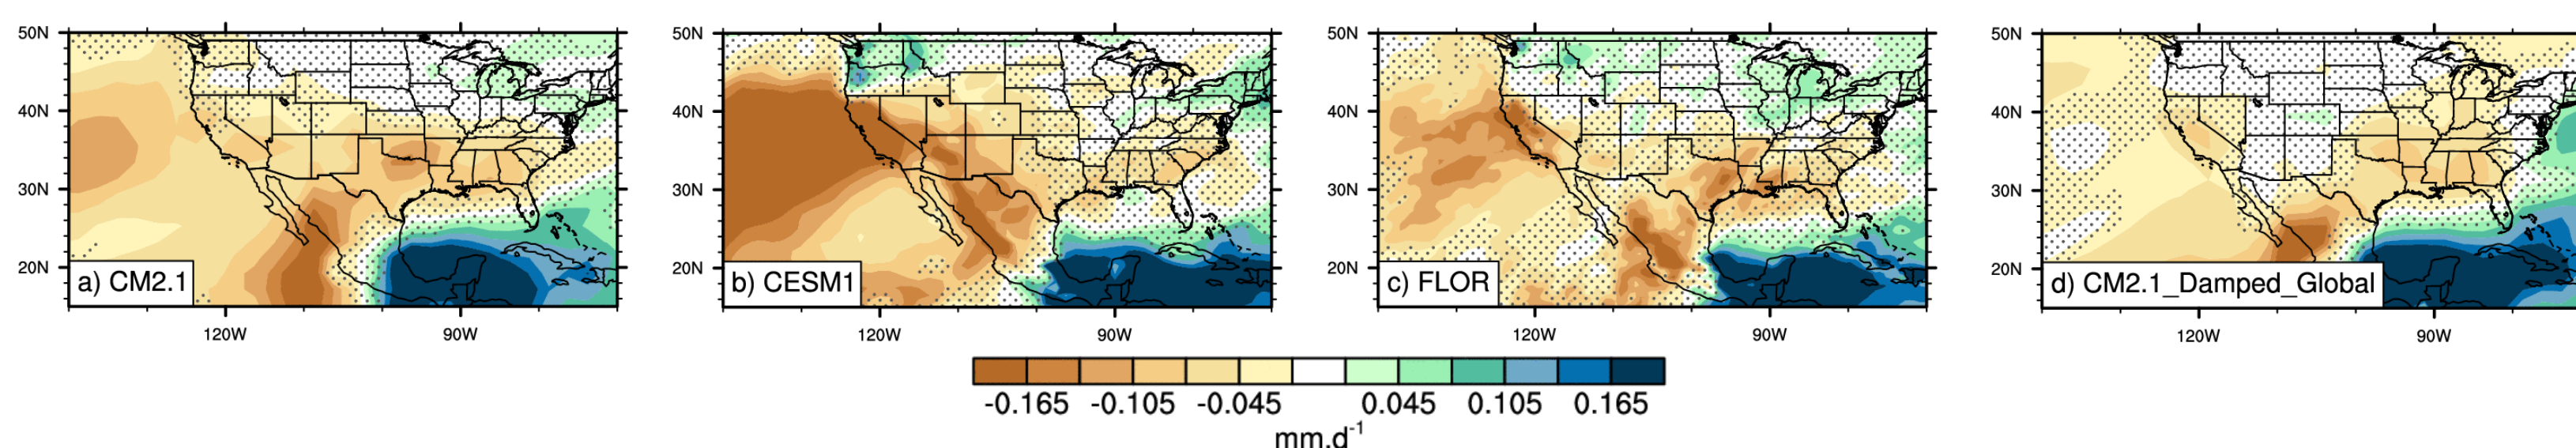 50N
40N
30N
20N
a) CM2.1
120W
90W
50N
40N
30N
20N
b) CESM1
120W
90W
50N
40N
30N
20N
c) FLOR
120W
90W
50N
40N
30N
20N
d) CM2.1_Damped_Global
120W
90W
-0.165 -0.105 -0.045 0.045 0.105 0.165
mm.d-1